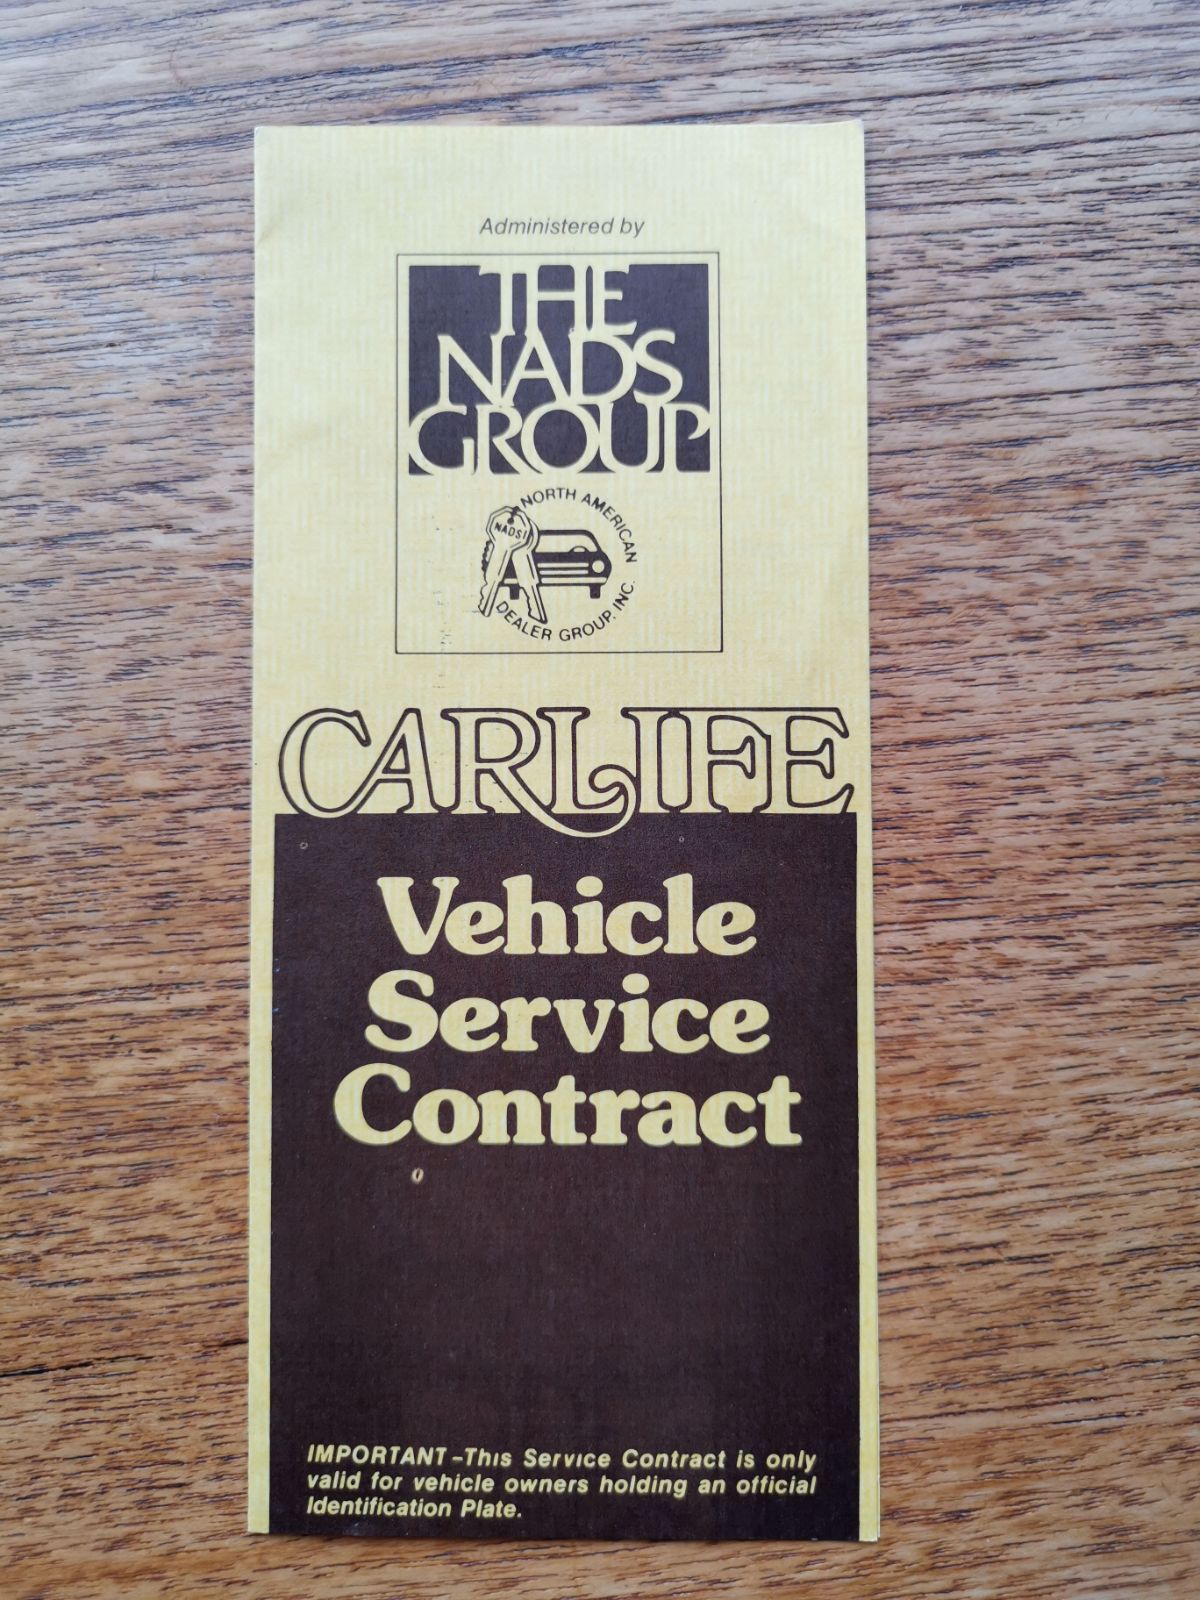 Administered by
THE
NADS
GROUP
NORTH AMERICAN
NADS!
DEALER GROUP, INC.
CARLIFE
Vehicle
Service
Contract
IMPORTANT-This Service Contract is only
valid for vehicle owners holding an official
Identification Plate.